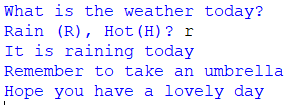 What is the weather today?
Rain (R), Hot(H)? r
It is raining today
Remember to take an umbrella
Hope you have a lovely day